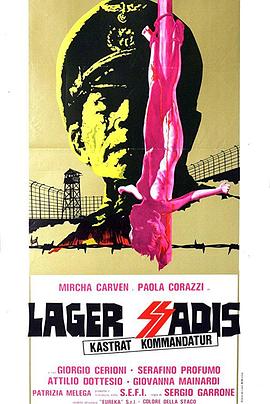 MIRCHA CARVEN PAOLA CORAZZI
LAGER SSADIS
KASTRAT KOMMANDATUR
GIORGIO CERIONI - SERAFINO PROFUMO
ATTILIO DOTTESIO - GIOVANNA MAINARDI
PATRIZIA MELEGA S.E.F.I. SERGIO GARRONE
"EUREKA" S.r.l - COLORE DELLA STACO